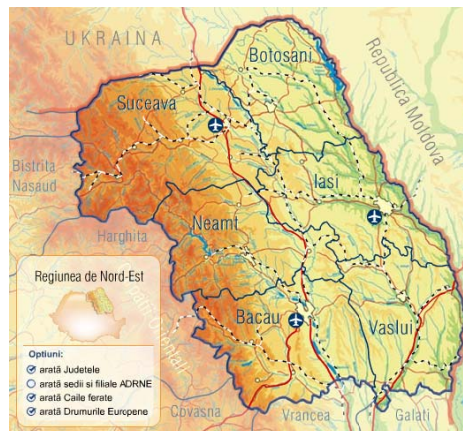 UKRAINA
Botosani
Republica Moldova
Suceava
Iasi
Bistrita
Nasaud
Neamt
Harghita
Regiunea de Nord-Est
Bacau
Vaslui
Optiuni:
arată Judetele
arată sedii si filiale ADRNE
arată Caile ferate
arată Drumurile Europene
Covasna
Vrancea
Galati